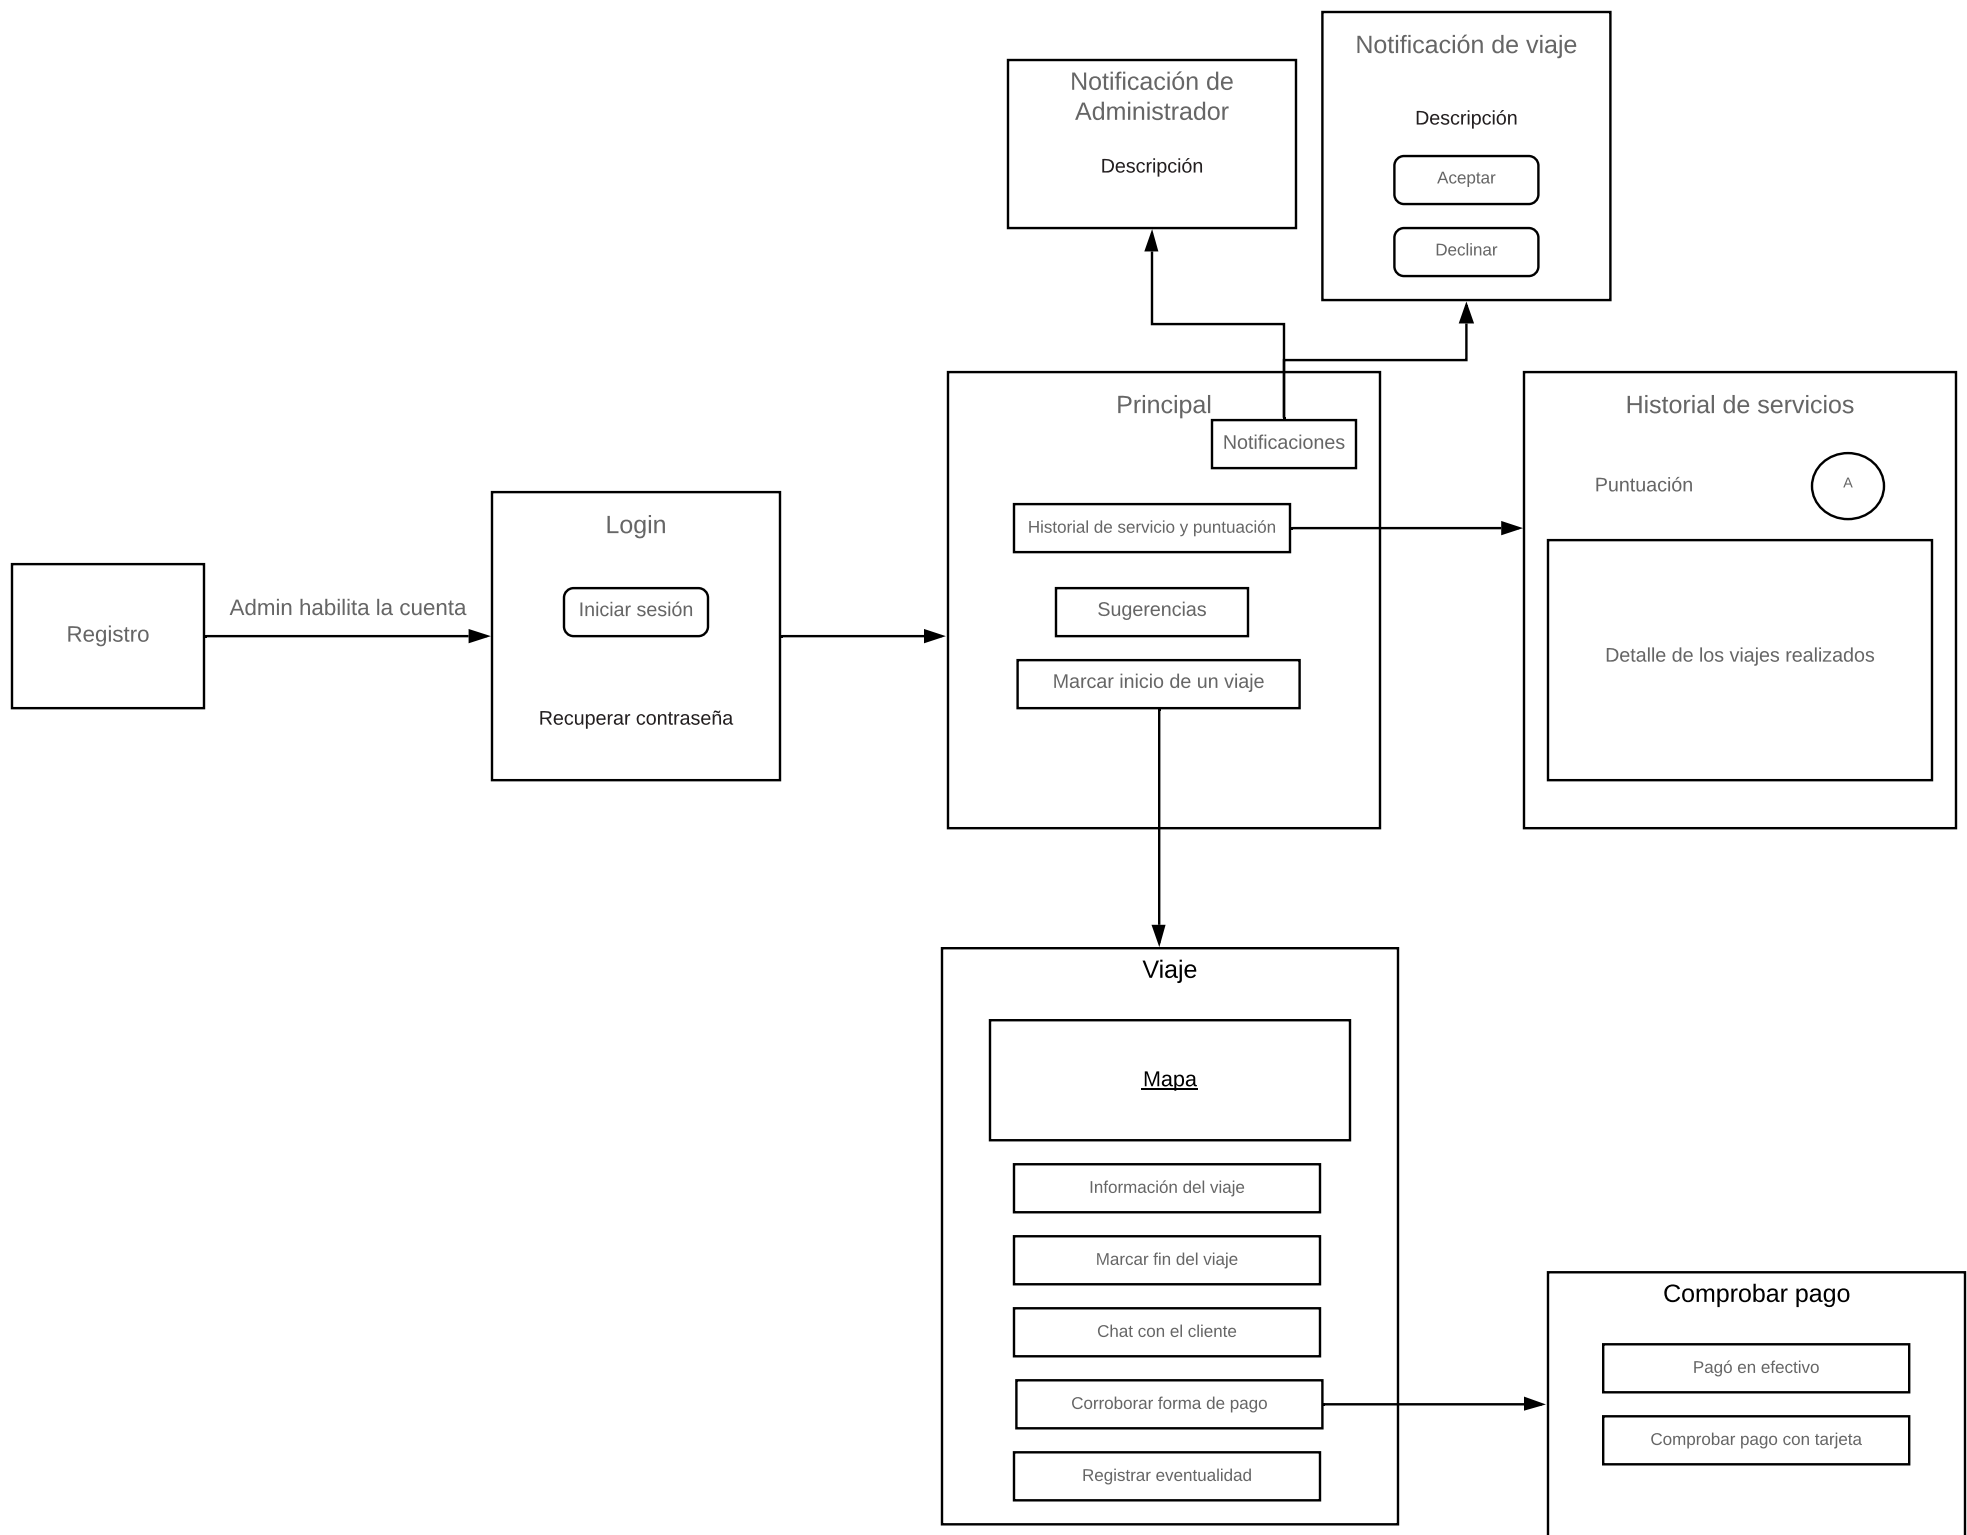 Notificación de viaje
Notificación de
Administrador
Descripción
Descripción
Aceptar
Declinar
Principal
Notificaciones
Historial de servicio y puntuación
Sugerencias
Marcar inicio de un viaje
Historial de servicios
Puntuación
A
Detalle de los viajes realizados
Login
Iniciar sesión
Recuperar contraseña
Admin habilita la cuenta
Registro
Viaje
Mapa
Información del viaje
Marcar fin del viaje
Chat con el cliente
Corroborar forma de pago
Registrar eventualidad
Comprobar pago
Pagó en efectivo
Comprobar pago con tarjeta